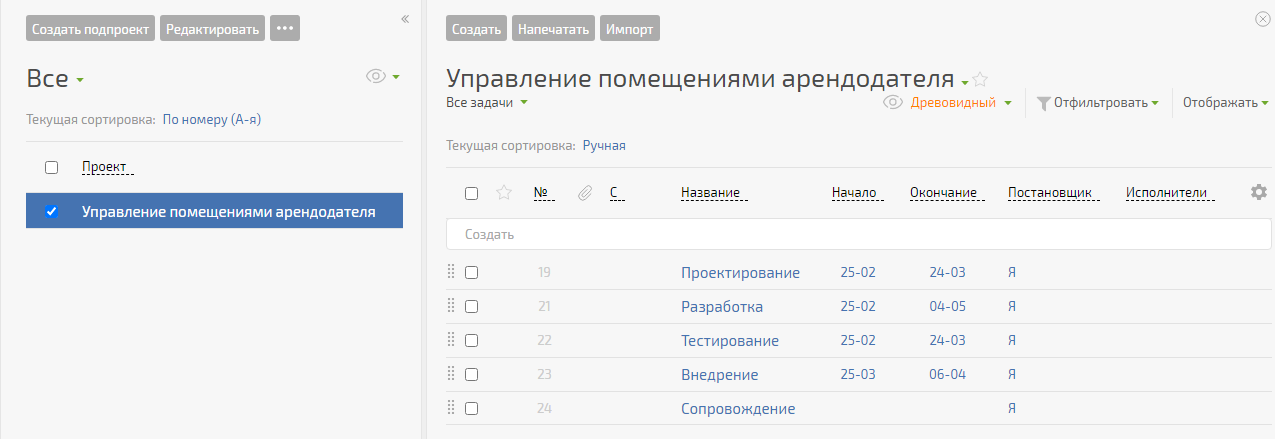 Создать подпроект Редактировать •••
Все
Текущая сортировка: По номеру (А-я)
Проект
Управление помещениями арендодателя
Создать Напечатать Импорт
Управление помещениями арендодателя
Все задачи Древовидный Отфильтровать Отображать
Текущая сортировка: Ручная
№ С Название Начало Окончание Постановщик Исполнители
Создать
19 Проектирование 25-02 24-03 Я
21 Разработка 25-02 04-05 Я
22 Тестирование 25-02 24-03 Я
23 Внедрение 25-03 06-04 Я
24 Сопровождение Я